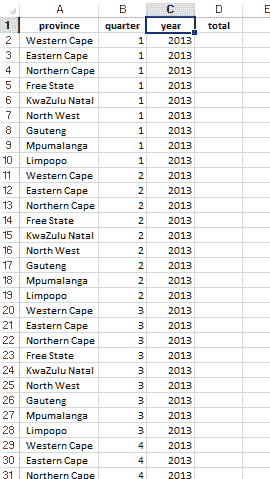 A B C D E
1 province quarter year total
2 Western Cape 1 2013
3 Eastern Cape 1 2013
4 Northern Cape 1 2013
5 Free State 1 2013
6 KwaZulu Natal 1 2013
7 North West 1 2013
8 Gauteng 1 2013
9 Mpumalanga 1 2013
10 Limpopo 1 2013
11 Western Cape 2 2013
12 Eastern Cape 2 2013
13 Northern Cape 2 2013
14 Free State 2 2013
15 KwaZulu Natal 2 2013
16 North West 2 2013
17 Gauteng 2 2013
18 Mpumalanga 2 2013
19 Limpopo 2 2013
20 Western Cape 3 2013
21 Eastern Cape 3 2013
22 Northern Cape 3 2013
23 Free State 3 2013
24 KwaZulu Natal 3 2013
25 North West 3 2013
26 Gauteng 3 2013
27 Mpumalanga 3 2013
28 Limpopo 3 2013
29 Western Cape 4 2013
30 Eastern Cape 4 2013
31 Northern Cape 4 2013